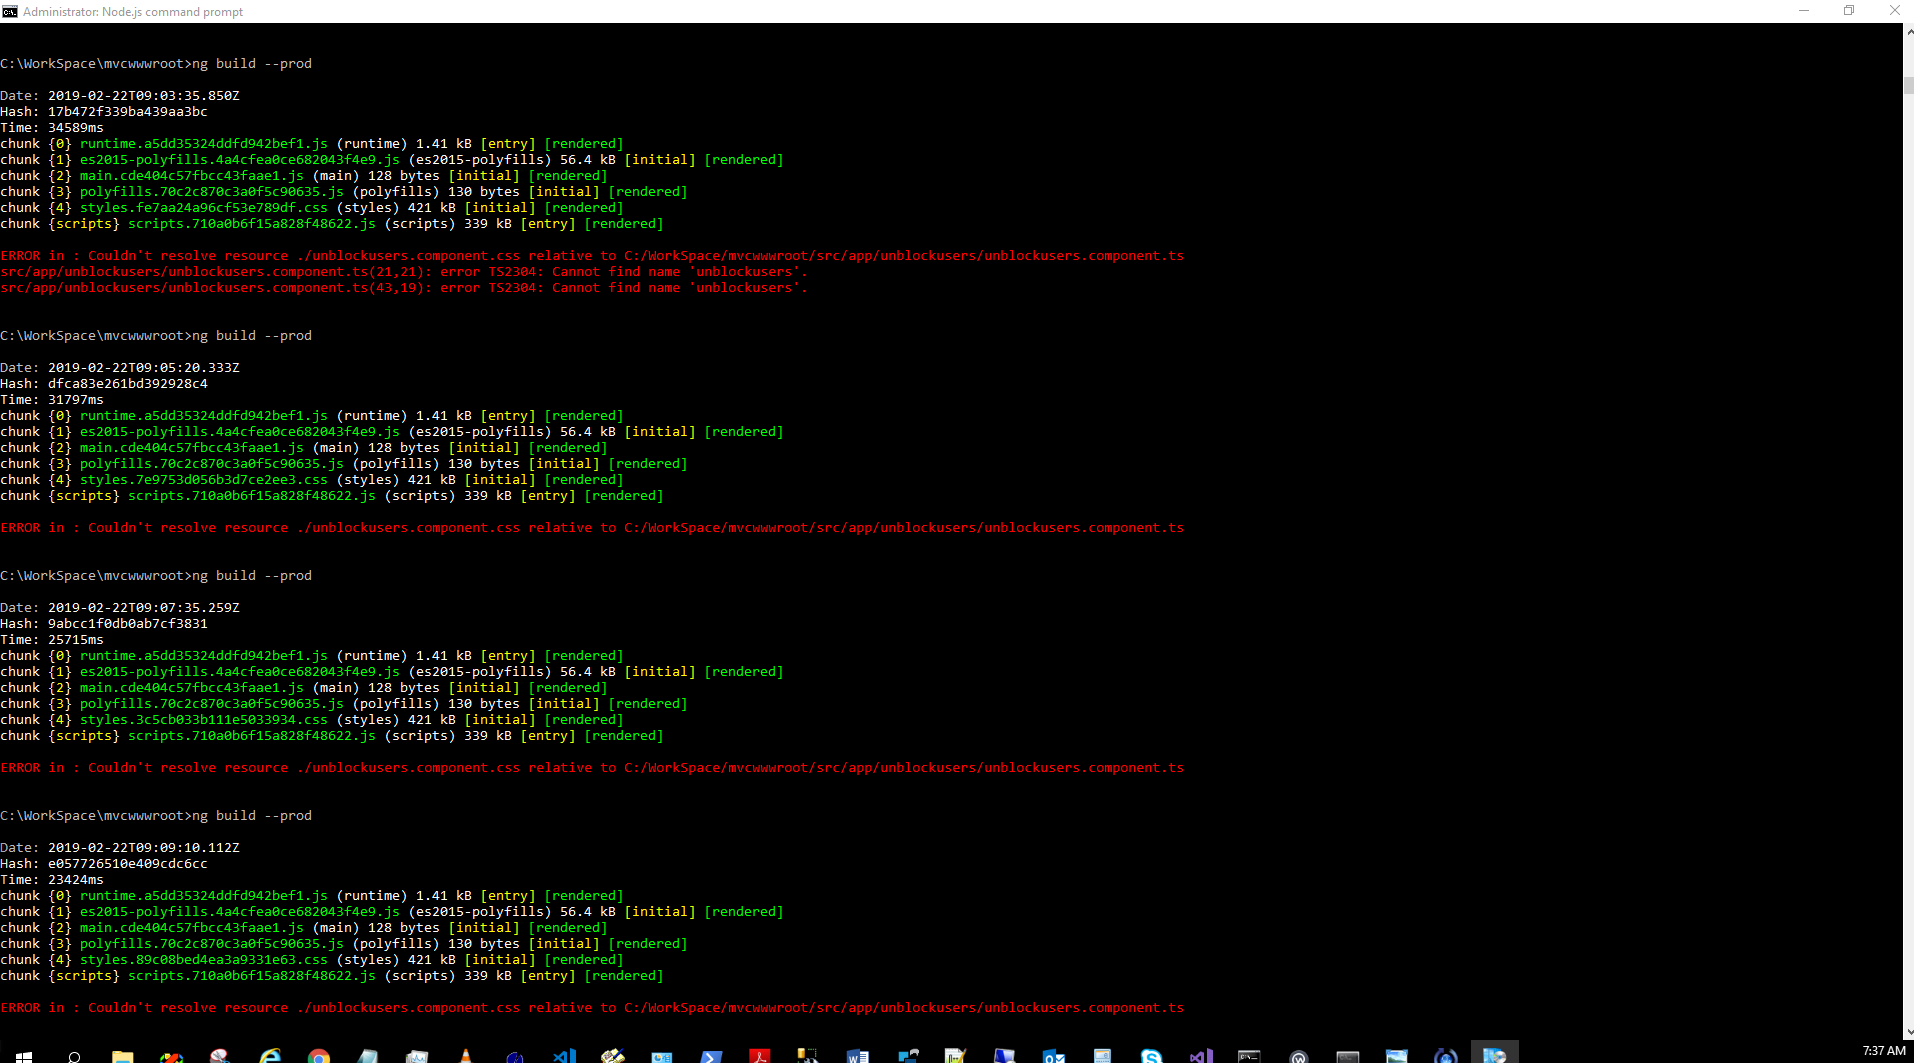 Administrator: Node.js command prompt
C:\WorkSpace\mvcwwwroot>ng build --prod
Date: 2019-02-22T09:03:35.850Z
Hash: 17b472f339ba439aa3bc
Time: 34589ms
chunk {0} runtime.a5dd35324ddfd942bef1.js (runtime) 1.41 kB [entry] [rendered]
chunk {1} es2015-polyfills.4a4cfea0ce682043f4e9.js (es2015-polyfills) 56.4 kB [initial] [rendered]
chunk {2} main.cde404c57fbcc43faae1.js (main) 128 bytes [initial] [rendered]
chunk {3} polyfills.70c2c870c3a0f5c90635.js (polyfills) 130 bytes [initial] [rendered]
chunk {4} styles.fe7aa24a96cf53e789df.css (styles) 421 kB [initial] [rendered]
chunk {scripts} scripts.710a0b6f15a828f48622.js (scripts) 339 kB [entry] [rendered]
ERROR in : Couldn't resolve resource ./unblockusers.component.css relative to C:/WorkSpace/mvcwwwroot/src/app/unblockusers/unblockusers.component.ts
src/app/unblockusers/unblockusers.component.ts(21,21): error TS2304: Cannot find name 'unblockusers'.
src/app/unblockusers/unblockusers.component.ts(43,19): error TS2304: Cannot find name 'unblockusers'.
C:\WorkSpace\mvcwwwroot>ng build --prod
Date: 2019-02-22T09:05:20.333Z
Hash: dfca83e261bd392928c4
Time: 31797ms
chunk {0} runtime.a5dd35324ddfd942bef1.js (runtime) 1.41 kB [entry] [rendered]
chunk {1} es2015-polyfills.4a4cfea0ce682043f4e9.js (es2015-polyfills) 56.4 kB [initial] [rendered]
chunk {2} main.cde404c57fbcc43faae1.js (main) 128 bytes [initial] [rendered]
chunk {3} polyfills.70c2c870c3a0f5c90635.js (polyfills) 130 bytes [initial] [rendered]
chunk {4} styles.7e9753d056b3d7ce2ee3.css (styles) 421 kB [initial] [rendered]
chunk {scripts} scripts.710a0b6f15a828f48622.js (scripts) 339 kB [entry] [rendered]
ERROR in : Couldn't resolve resource ./unblockusers.component.css relative to C:/WorkSpace/mvcwwwroot/src/app/unblockusers/unblockusers.component.ts
C:\WorkSpace\mvcwwwroot>ng build --prod
Date: 2019-02-22T09:07:35.259Z
Hash: 9abcc1f0db0ab7cf3831
Time: 25715ms
chunk {0} runtime.a5dd35324ddfd942bef1.js (runtime) 1.41 kB [entry] [rendered]
chunk {1} es2015-polyfills.4a4cfea0ce682043f4e9.js (es2015-polyfills) 56.4 kB [initial] [rendered]
chunk {2} main.cde404c57fbcc43faae1.js (main) 128 bytes [initial] [rendered]
chunk {3} polyfills.70c2c870c3a0f5c90635.js (polyfills) 130 bytes [initial] [rendered]
chunk {4} styles.3c5cb033b111e5033934.css (styles) 421 kB [initial] [rendered]
chunk {scripts} scripts.710a0b6f15a828f48622.js (scripts) 339 kB [entry] [rendered]
ERROR in : Couldn't resolve resource ./unblockusers.component.css relative to C:/WorkSpace/mvcwwwroot/src/app/unblockusers/unblockusers.component.ts
C:\WorkSpace\mvcwwwroot>ng build --prod
Date: 2019-02-22T09:09:10.112Z
Hash: e057726510e409cdc6cc
Time: 23424ms
chunk {0} runtime.a5dd35324ddfd942bef1.js (runtime) 1.41 kB [entry] [rendered]
chunk {1} es2015-polyfills.4a4cfea0ce682043f4e9.js (es2015-polyfills) 56.4 kB [initial] [rendered]
chunk {2} main.cde404c57fbcc43faae1.js (main) 128 bytes [initial] [rendered]
chunk {3} polyfills.70c2c870c3a0f5c90635.js (polyfills) 130 bytes [initial] [rendered]
chunk {4} styles.89c08bed4ea3a9331e63.css (styles) 421 kB [initial] [rendered]
chunk {scripts} scripts.710a0b6f15a828f48622.js (scripts) 339 kB [entry] [rendered]
ERROR in : Couldn't resolve resource ./unblockusers.component.css relative to C:/WorkSpace/mvcwwwroot/src/app/unblockusers/unblockusers.component.ts
7:37 AM